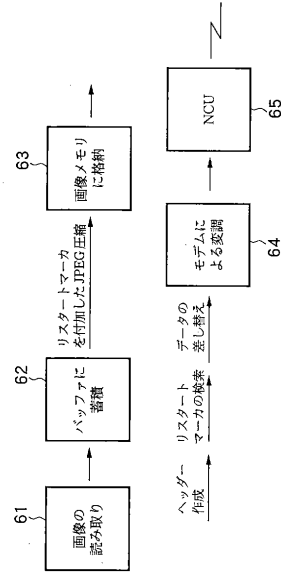 61
画像の
読み取り
62
バッファに
蓄積
リスタートマーカ
を付加したJPEG圧縮
63
画像メモリ
に格納
ヘッダー
作成
リスタート
マーカの検索
データの
差し替え
64
モデムに
よる変調
65
NCU